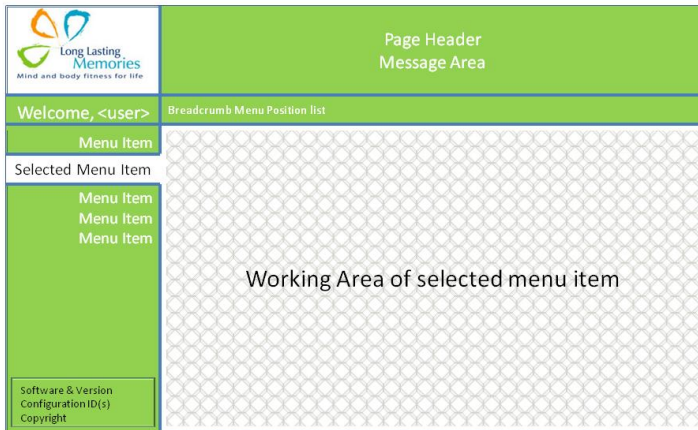 Long Lasting
Memories
Mind and body fitness for life
Page Header
Message Area
Welcome, <user>
Breadcrumb Menu Position list
Menu Item
Selected Menu Item
Menu Item
Menu Item
Menu Item
Working Area of selected menu item
Software & Version
Configuration ID(s)
Copyright